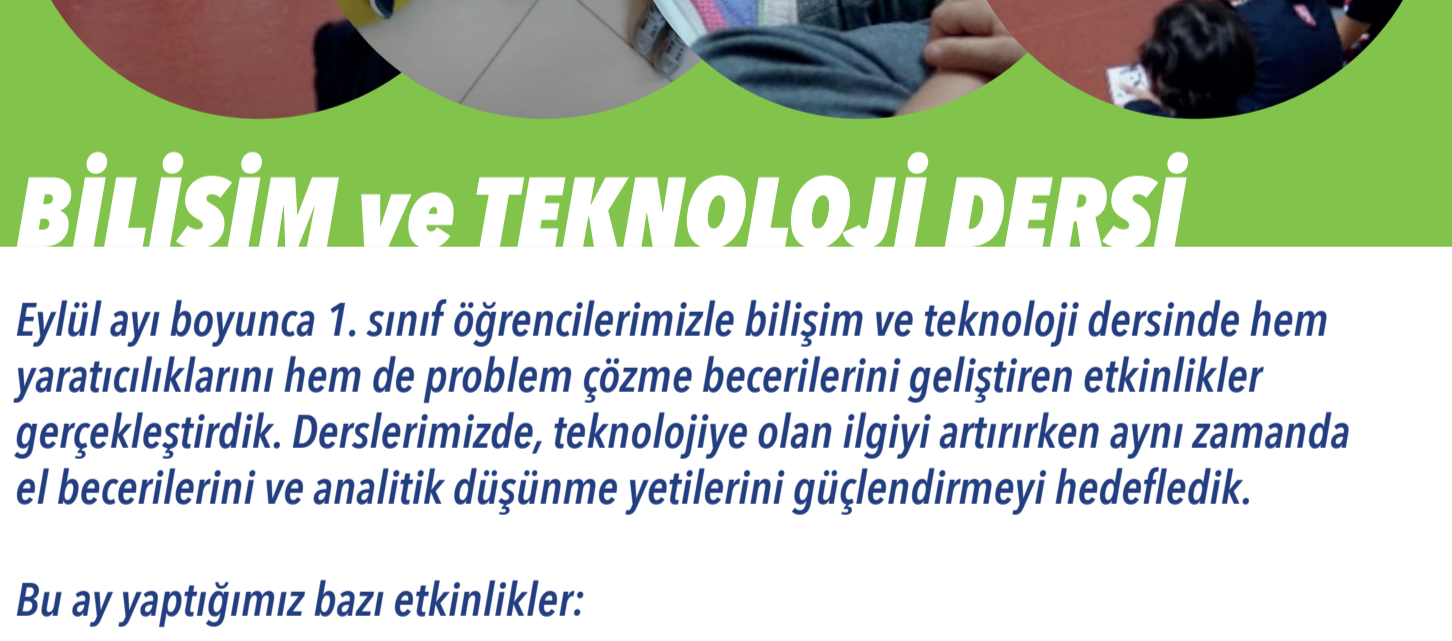 BİLİŞİM ve TEKNOLOJİ DERSİ
Eylül ayı boyunca 1. sınıf öğrencilerimizle bilişim ve teknoloji dersinde hem
yaratıcılıklarını hem de problem çözme becerilerini geliştiren etkinlikler
gerçekleştirdik. Derslerimizde, teknolojiye olan ilgiyi artırırken aynı zamanda
el becerilerini ve analitik düşünme yetilerini güçlendirmeyi hedefledik.
Bu ay yaptığımız bazı etkinlikler: